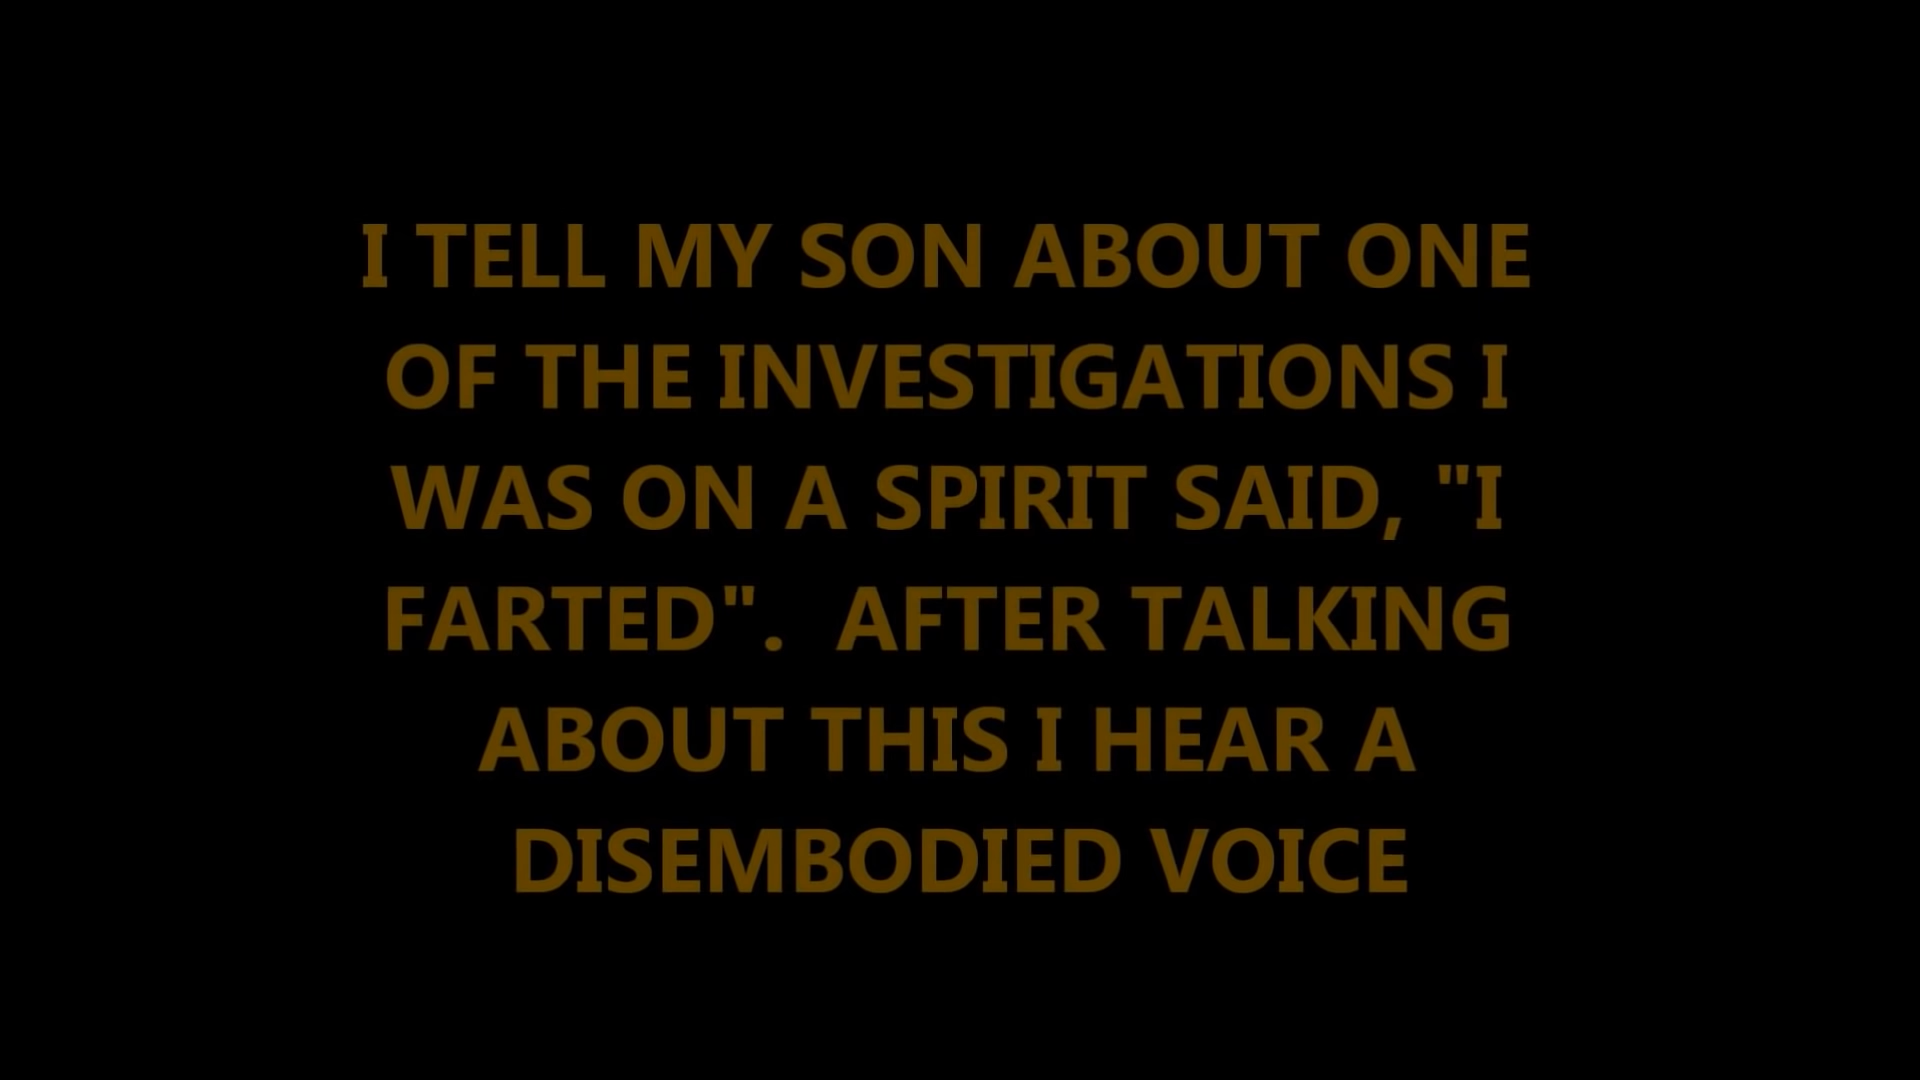 I TELL MY SON ABOUT ONE
OF THE INVESTIGATIONS I
WAS ON A SPIRIT SAID, "I
FARTED".  AFTER TALKING
ABOUT THIS I HEAR A
DISEMBODIED VOICE